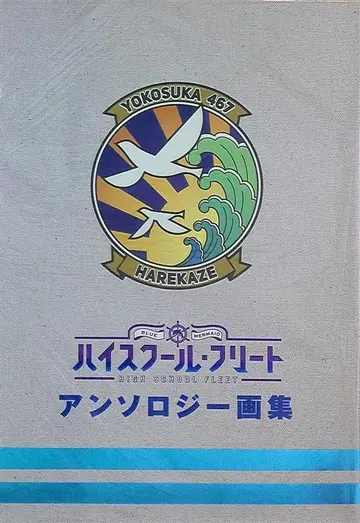 YOKOSUKA 467
HAREKAZE
BLUE MERMAID
ハイスクール・フリート
HIGH SCHOOL FLEET
アンソロジー画集